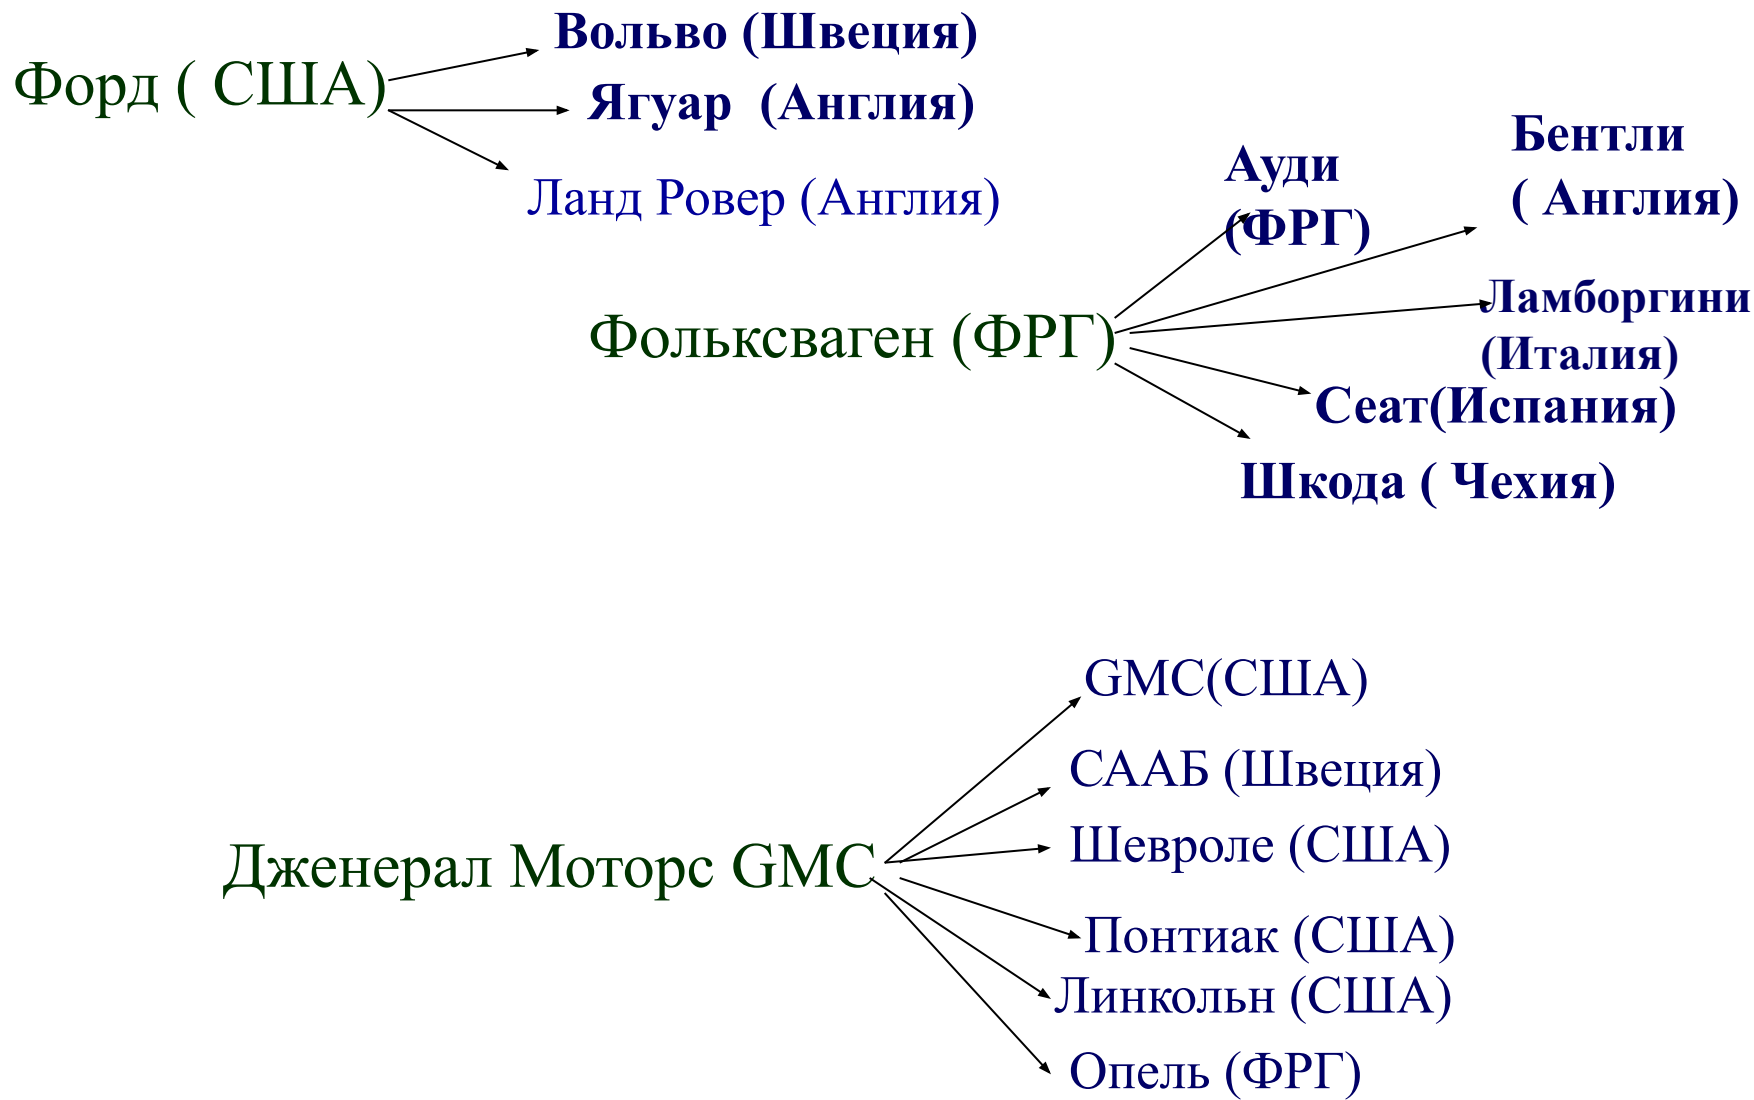 Форд ( США)
Вольво (Швеция)
Ягуар  (Англия)
Ланд Ровер (Англия)
Фольксваген (ФРГ)
Ауди
(ФРГ)
Бентли
( Англия)
Ламборгини
(Италия)
Сеат(Испания)
Шкода ( Чехия)
Дженерал Моторс GMC
GMC(США)
СААБ (Швеция)
Шевроле (США)
Понтиак (США)
Линкольн (США)
Опель (ФРГ)